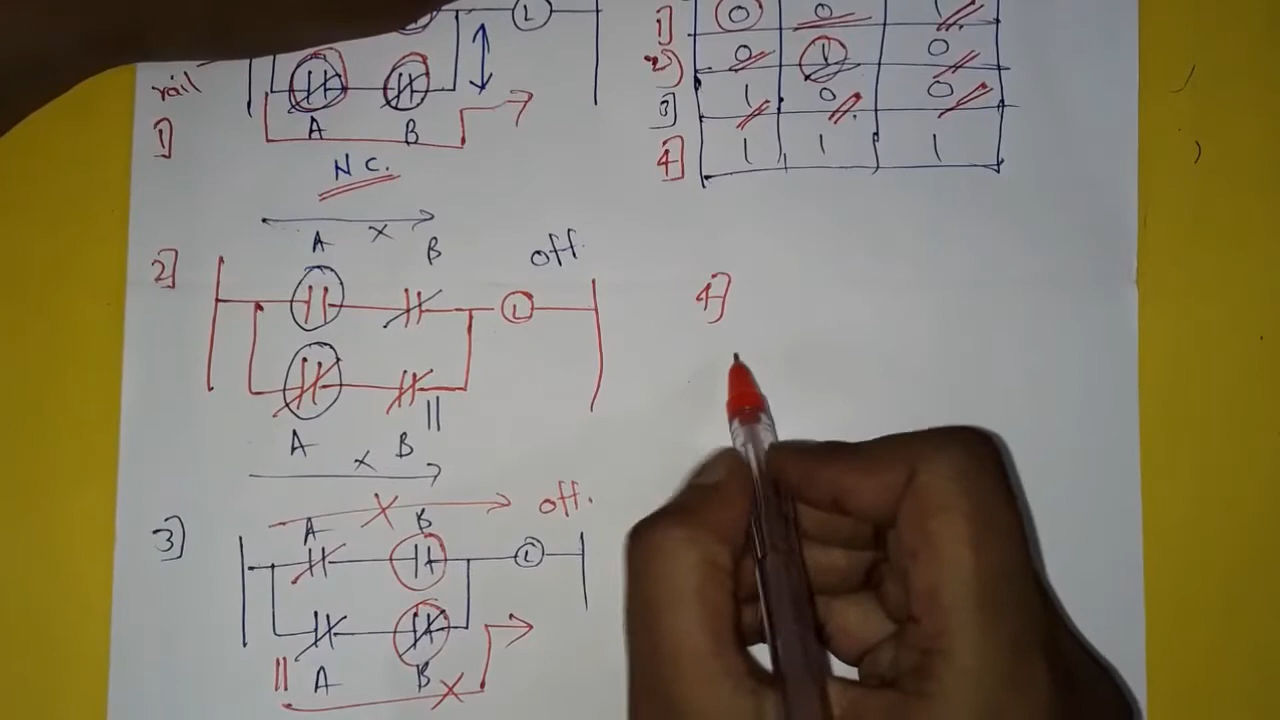 L
rail
A B
1]
N C.
1] 0 0 1
2) 0 1 0
3] 1 0 0
4] 1 1 1
A B off.
2] L
A B
4]
off.
A B
3] L
A B